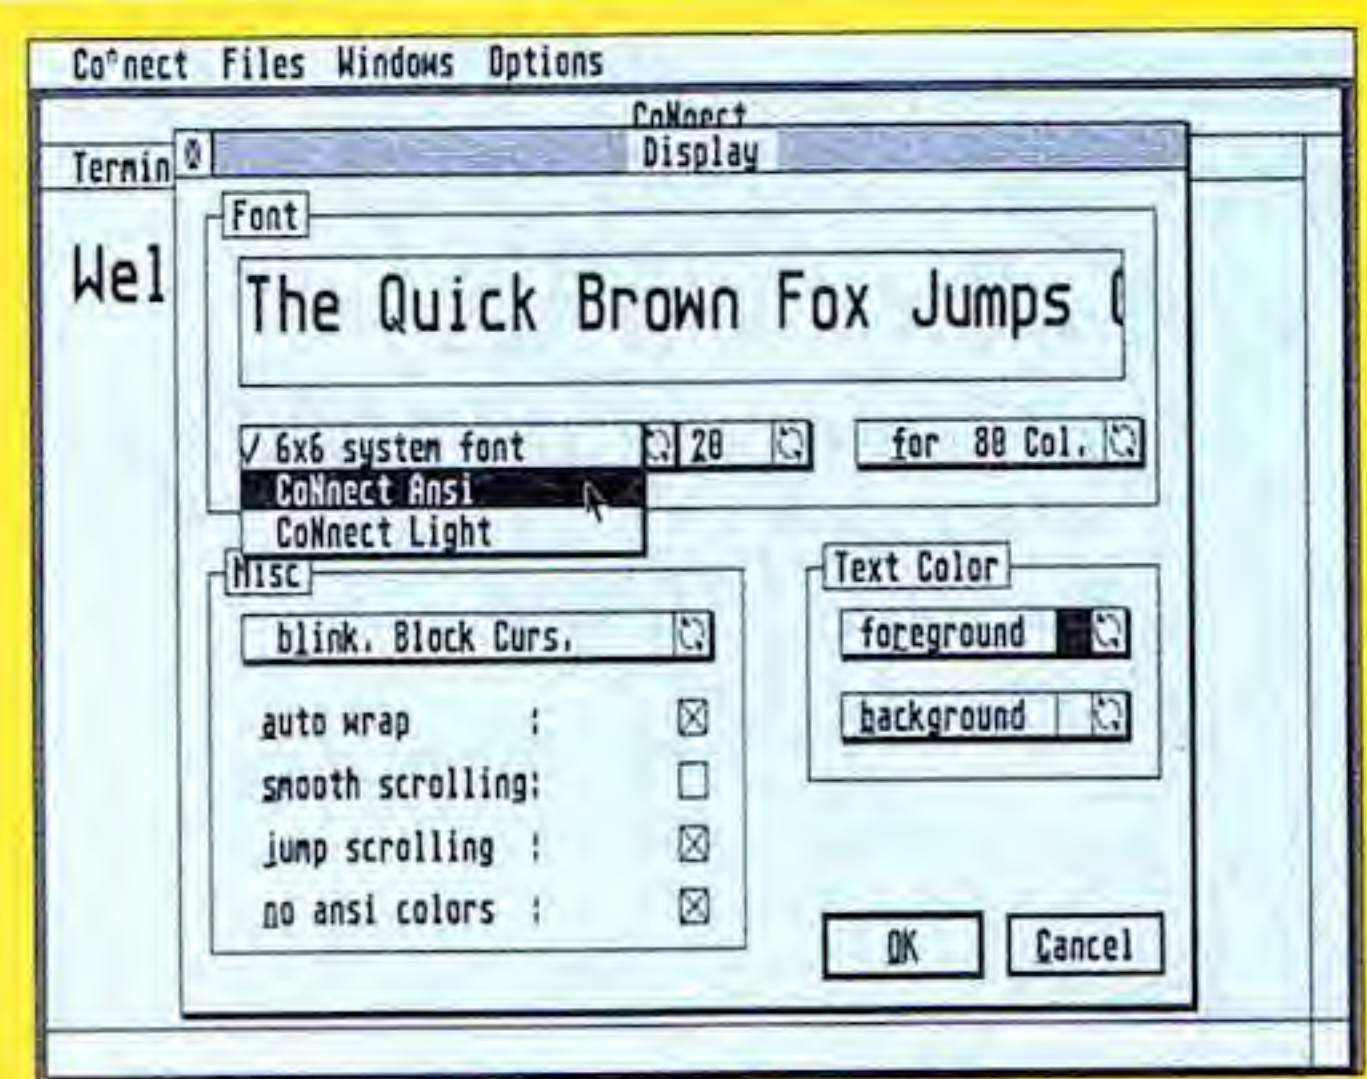 Co^nect Files Windows Options
CoNnect
Display
Termin
Font
Wel
The Quick Brown Fox Jumps
✓ 6x6 system font
20
for 80 Col.
CoNnect Ansi
CoNnect Light
Misc
Text Color
blink. Block Curs.
foreground
auto wrap :
background
smooth scrolling:
jump scrolling :
no ansi colors :
OK
Cancel